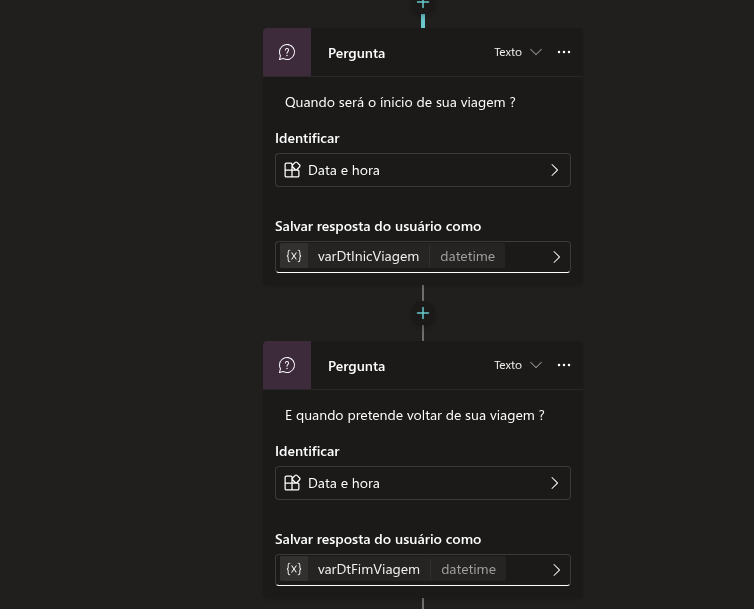 Pergunta
Texto
Quando será o ínicio de sua viagem ?
Identificar
Data e hora
Salvar resposta do usuário como
{x} varDtInicViagem datetime
Pergunta
Texto
E quando pretende voltar de sua viagem ?
Identificar
Data e hora
Salvar resposta do usuário como
{x} varDtFimViagem datetime